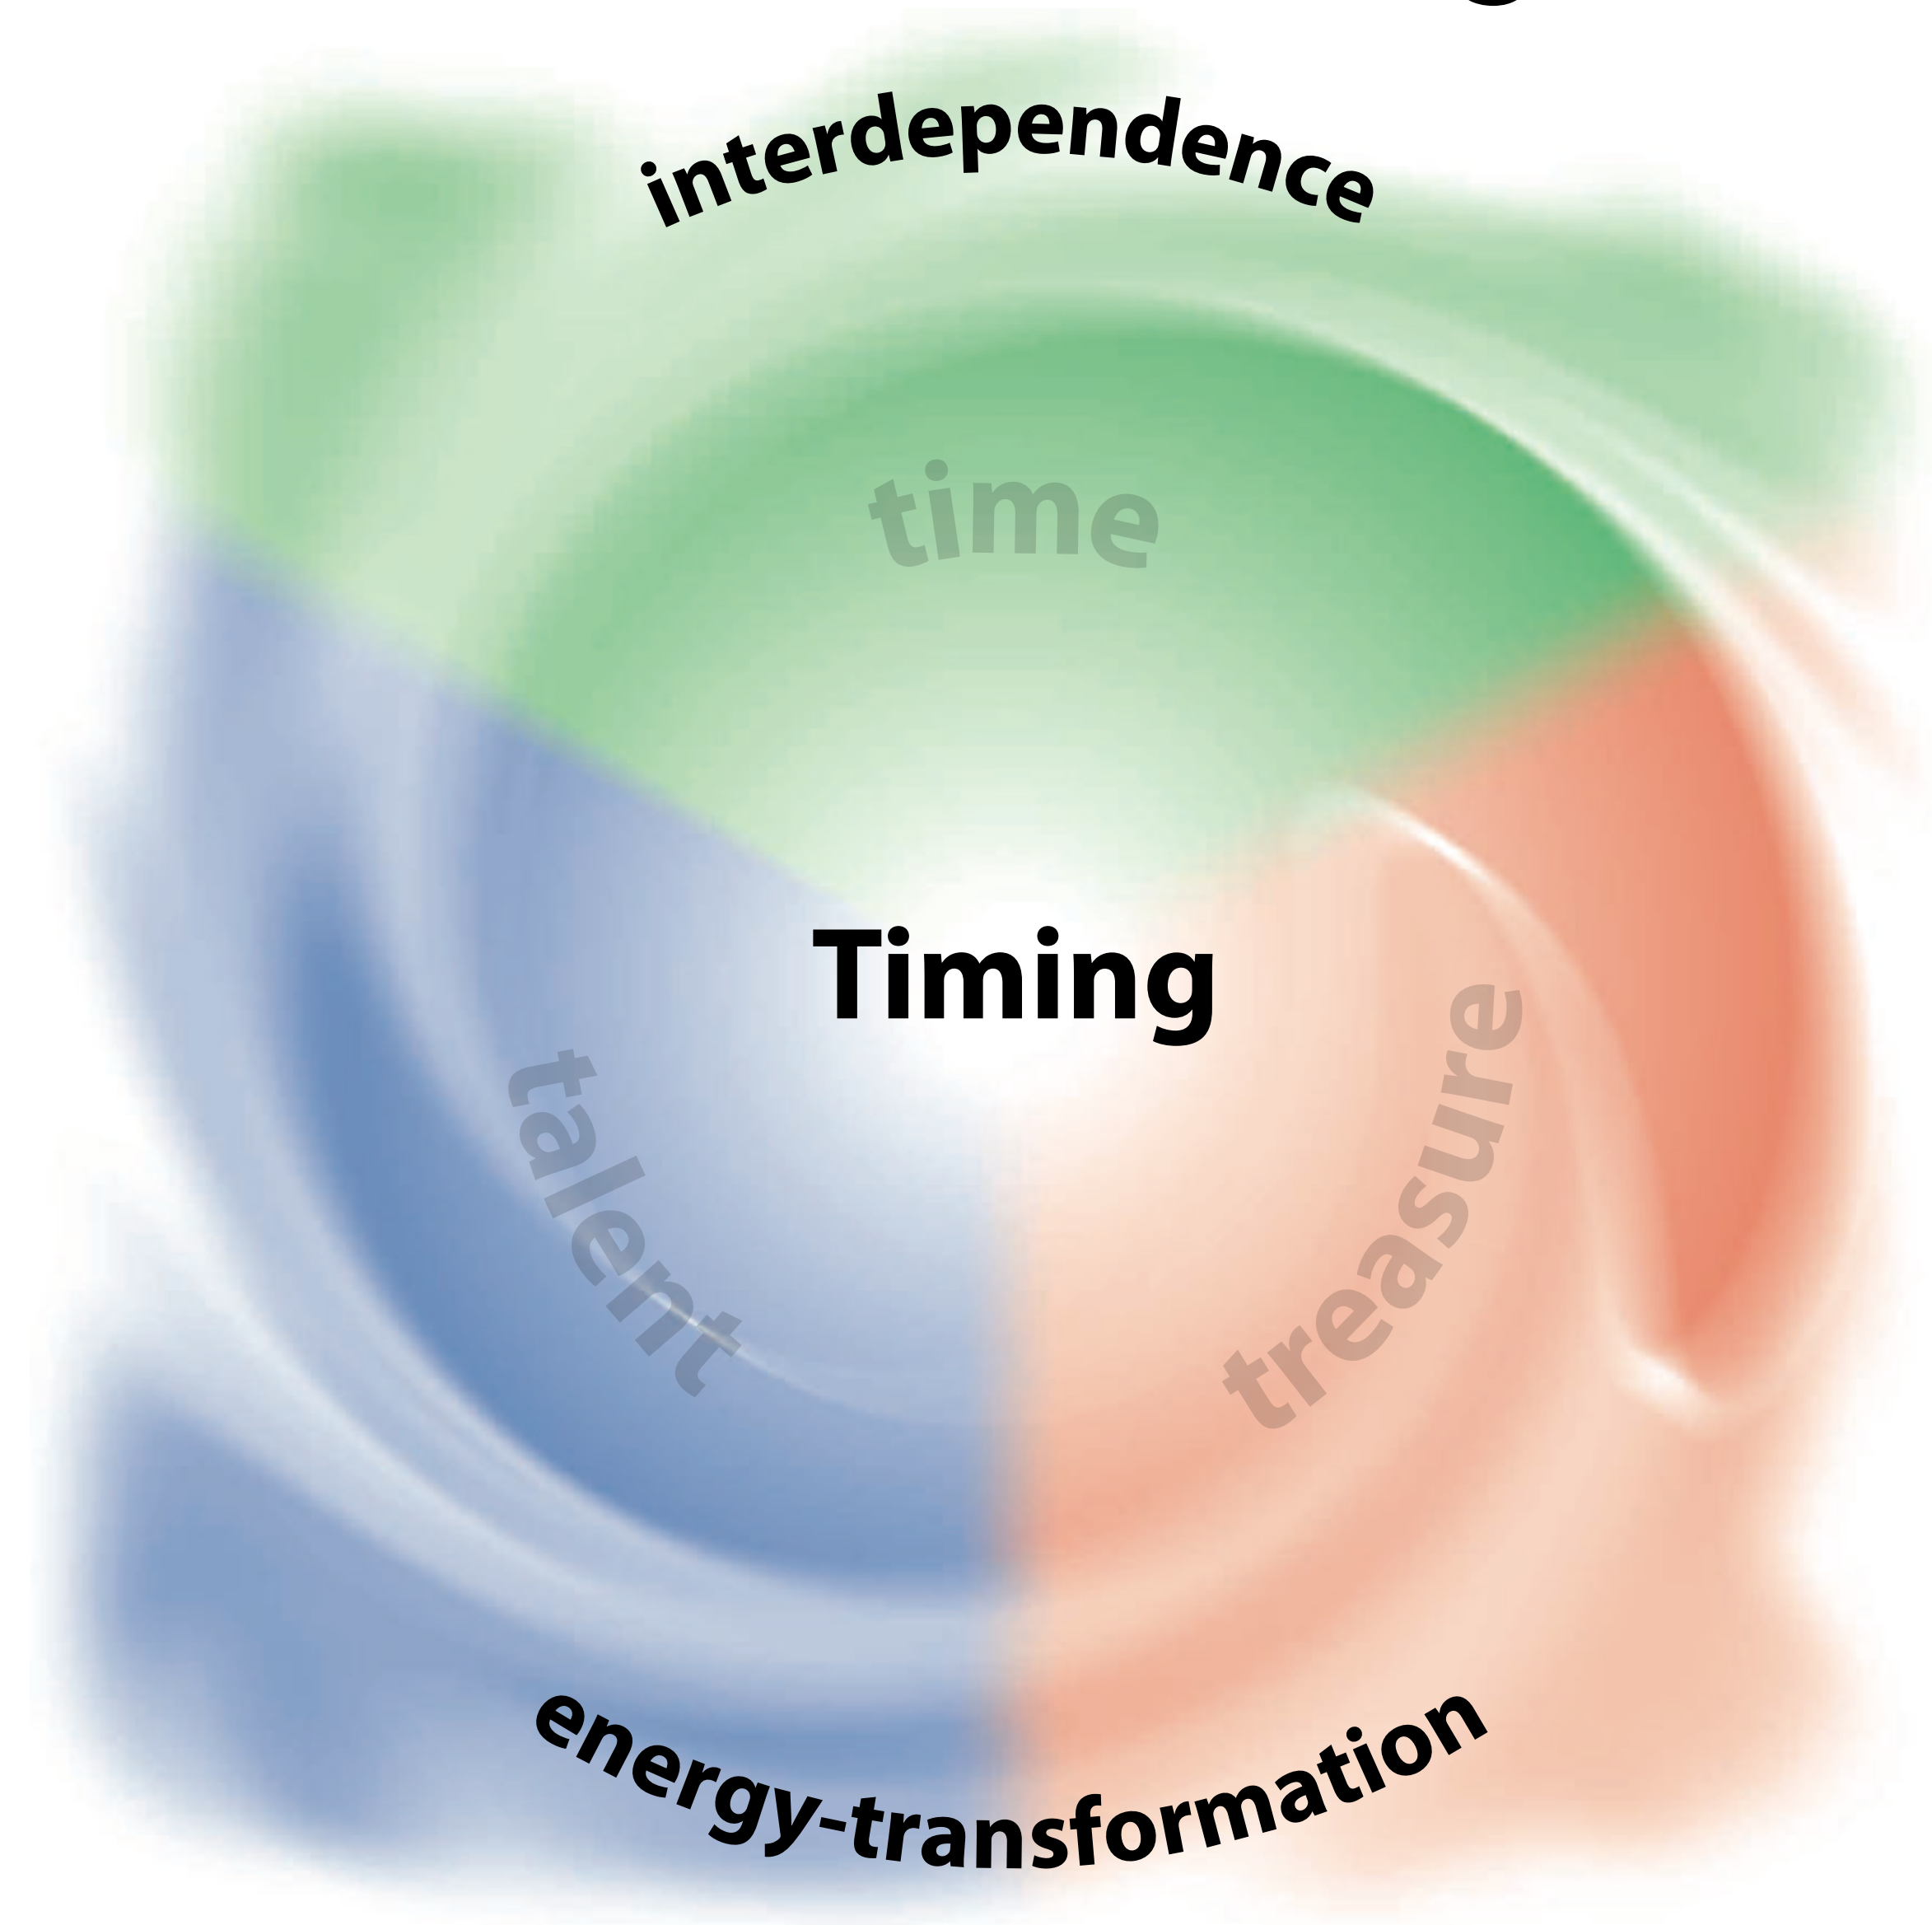 interdependence
time
Timing
talent
treasure
energy-transformation